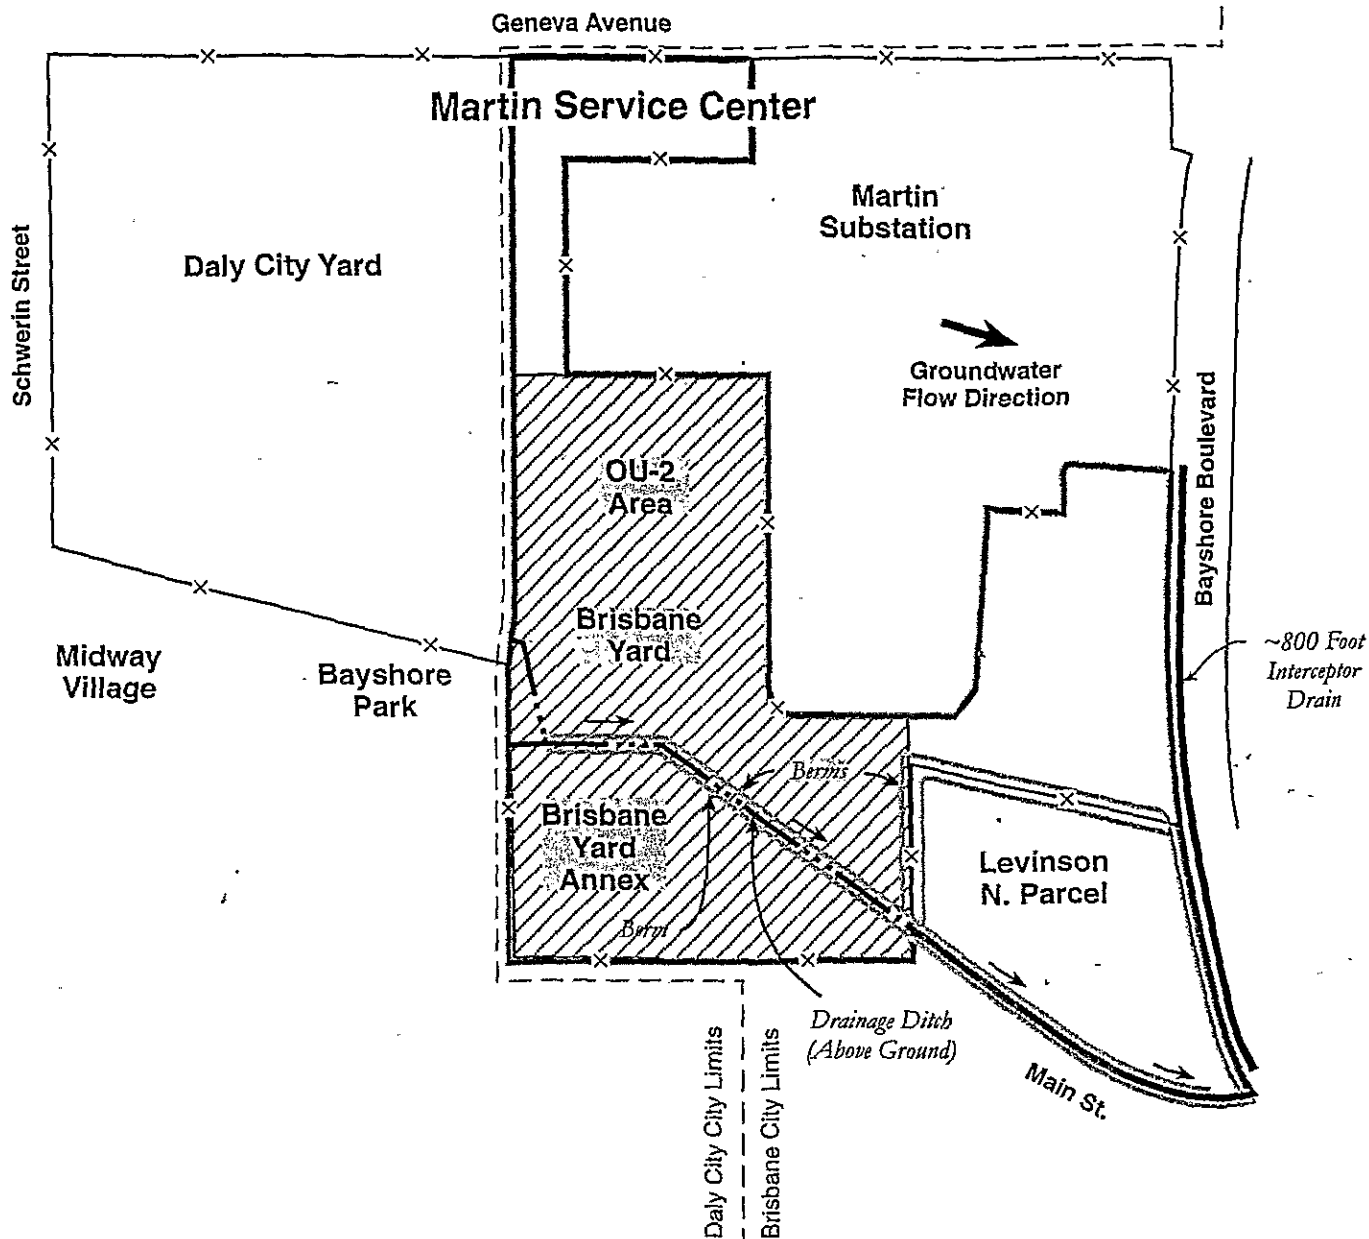 Geneva Avenue
Martin Service Center
Martin
Substation
Daly City Yard
Schwerin Street
Groundwater
Flow Direction
Bayshore Boulevard
OU-2
Area
Brisbane
Yard
~800 Foot
Interceptor
Drain
Midway
Village
Bayshore
Park
Berms
Brisbane
Yard
Annex
Levinson
N. Parcel
Berm
Drainage Ditch
(Above Ground)
Main St.
Daly City City Limits
Brisbane City Limits